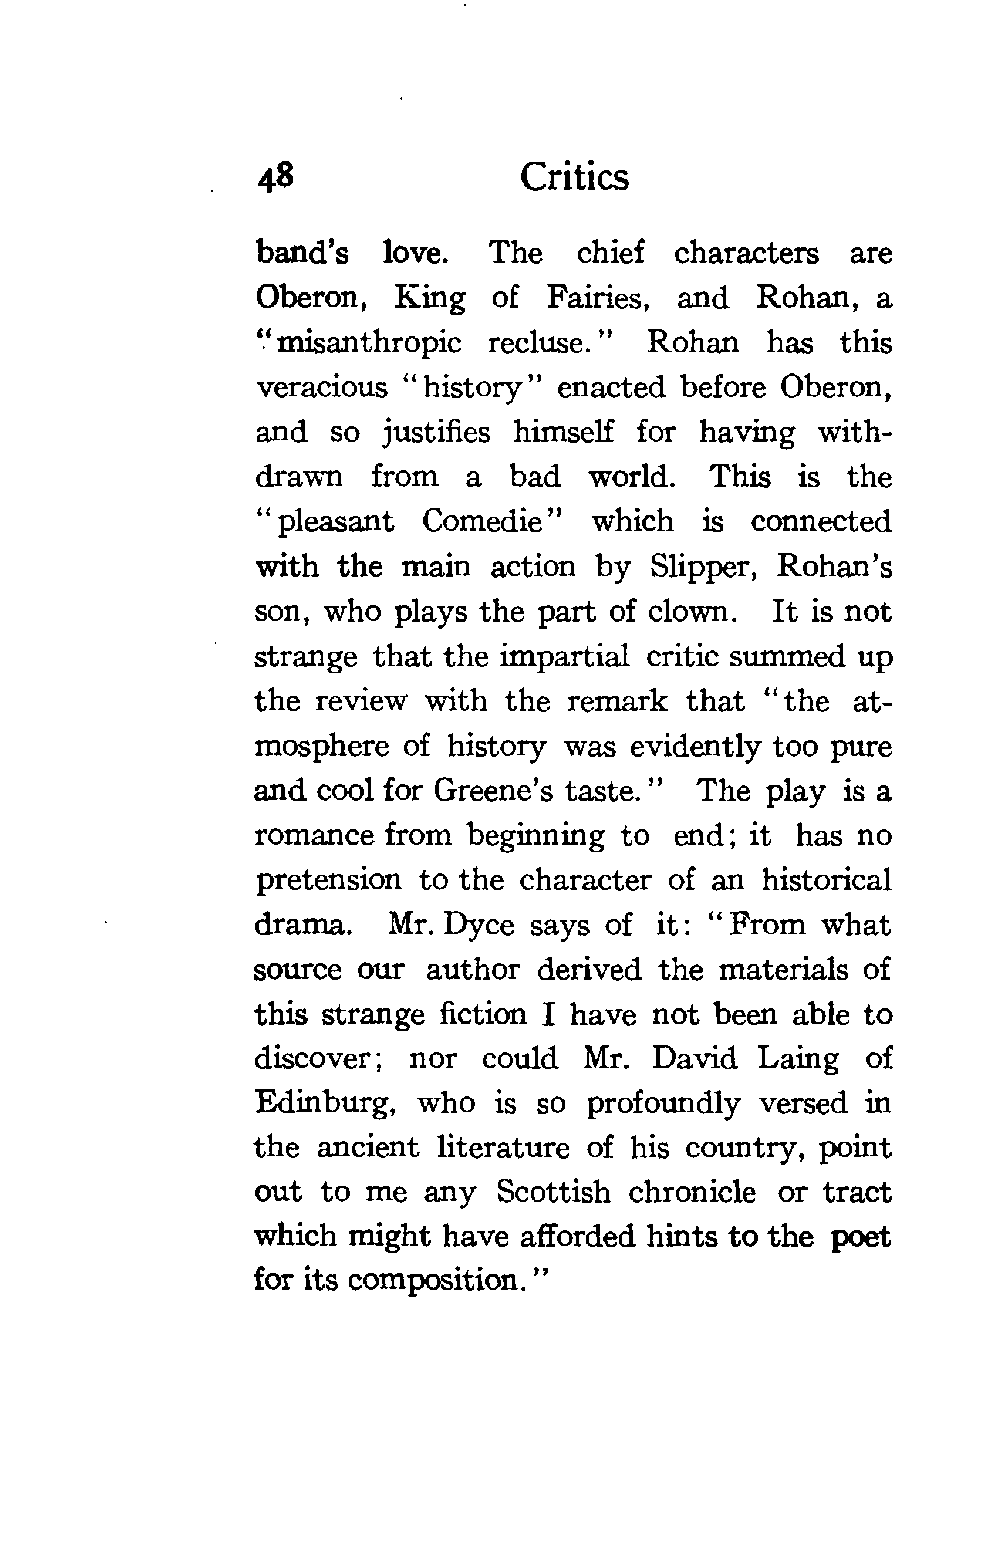 48 Critics
band's love. The chief characters are
Oberon, King of Fairies, and Rohan, a
"misanthropic recluse." Rohan has this
veracious "history" enacted before Oberon,
and so justifies himself for having with-
drawn from a bad world. This is the
"pleasant Comedie" which is connected
with the main action by Slipper, Rohan's
son, who plays the part of clown. It is not
strange that the impartial critic summed up
the review with the remark that "the at-
mosphere of history was evidently too pure
and cool for Greene's taste." The play is a
romance from beginning to end; it has no
pretension to the character of an historical
drama. Mr. Dyce says of it: "From what
source our author derived the materials of
this strange fiction I have not been able to
discover; nor could Mr. David Laing of
Edinburg, who is so profoundly versed in
the ancient literature of his country, point
out to me any Scottish chronicle or tract
which might have afforded hints to the poet
for its composition."